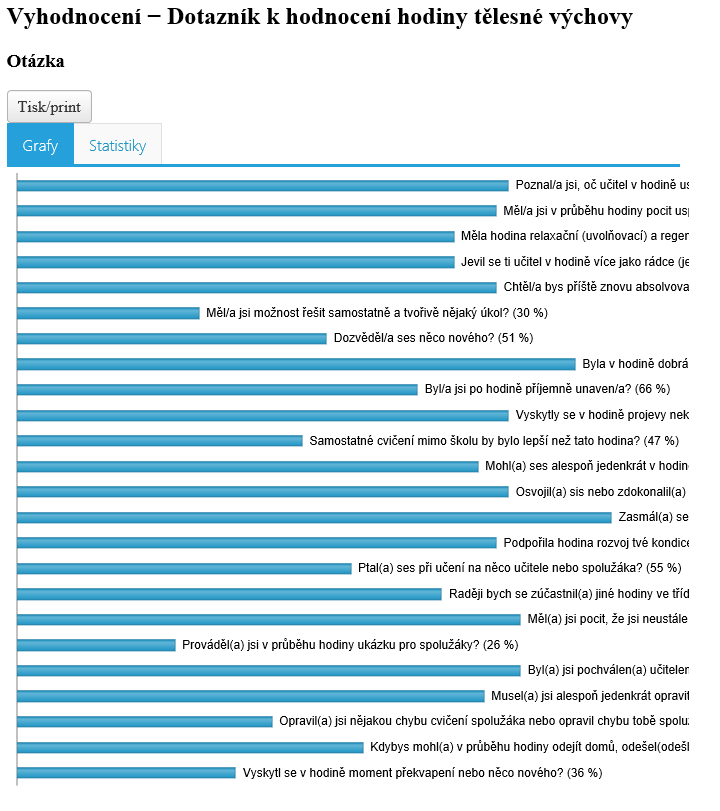 Vyhodnocení − Dotazník k hodnocení hodiny tělesné výchovy
Otázka
Tisk/print
Grafy Statistiky
Poznal/a jsi, oč učitel v hodině us
Měl/a jsi v průběhu hodiny pocit usp
Měla hodina relaxační (uvolňovací) a regen
Jevil se ti učitel v hodině více jako rádce (je
Chtěl/a bys příště znovu absolvova
Měl/a jsi možnost řešit samostatně a tvořivě nějaký úkol? (30 %)
Dozvěděl/a ses něco nového? (51 %)
Byla v hodině dobrá
Byl/a jsi po hodině příjemně unaven/a? (66 %)
Vyskytly se v hodině projevy nek
Samostatné cvičení mimo školu by bylo lepší než tato hodina? (47 %)
Mohl(a) ses alespoň jedenkrát v hodin
Osvojil(a) sis nebo zdokonalil(a)
Zasmál(a) se
Podpořila hodina rozvoj tvé kondice
Ptal(a) ses při učení na něco učitele nebo spolužáka? (55 %)
Raději bych se zúčastnil(a) jiné hodiny ve tříd
Měl(a) jsi pocit, že jsi neustále
Prováděl(a) jsi v průběhu hodiny ukázku pro spolužáky? (26 %)
Byl(a) jsi pochválen(a) učitelem
Musel(a) jsi alespoň jedenkrát opravit
Opravil(a) jsi nějakou chybu cvičení spolužáka nebo opravil chybu tobě spolu
Kdybys mohl(a) v průběhu hodiny odejít domů, odešel(odešl
Vyskytl se v hodině moment překvapení nebo něco nového? (36 %)